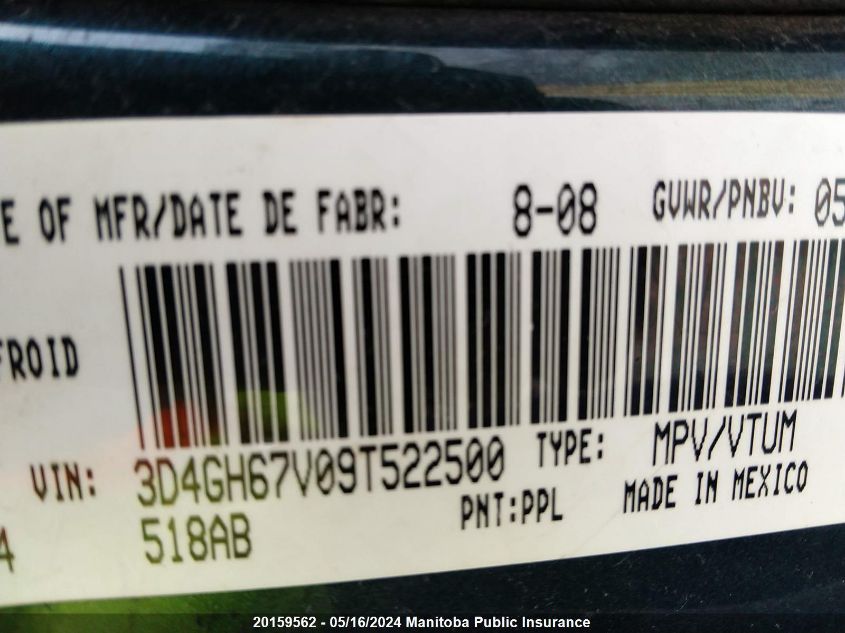 E OF MFR/DATE DE FABR: 8-08 GVWR/PNBV: 05
FROID
VIN: 3D4GH67V09T522500 TYPE: MPV/VTUM
4 518AB PNT:PPL MADE IN MEXICO
20159562 - 05/16/2024 Manitoba Public Insurance